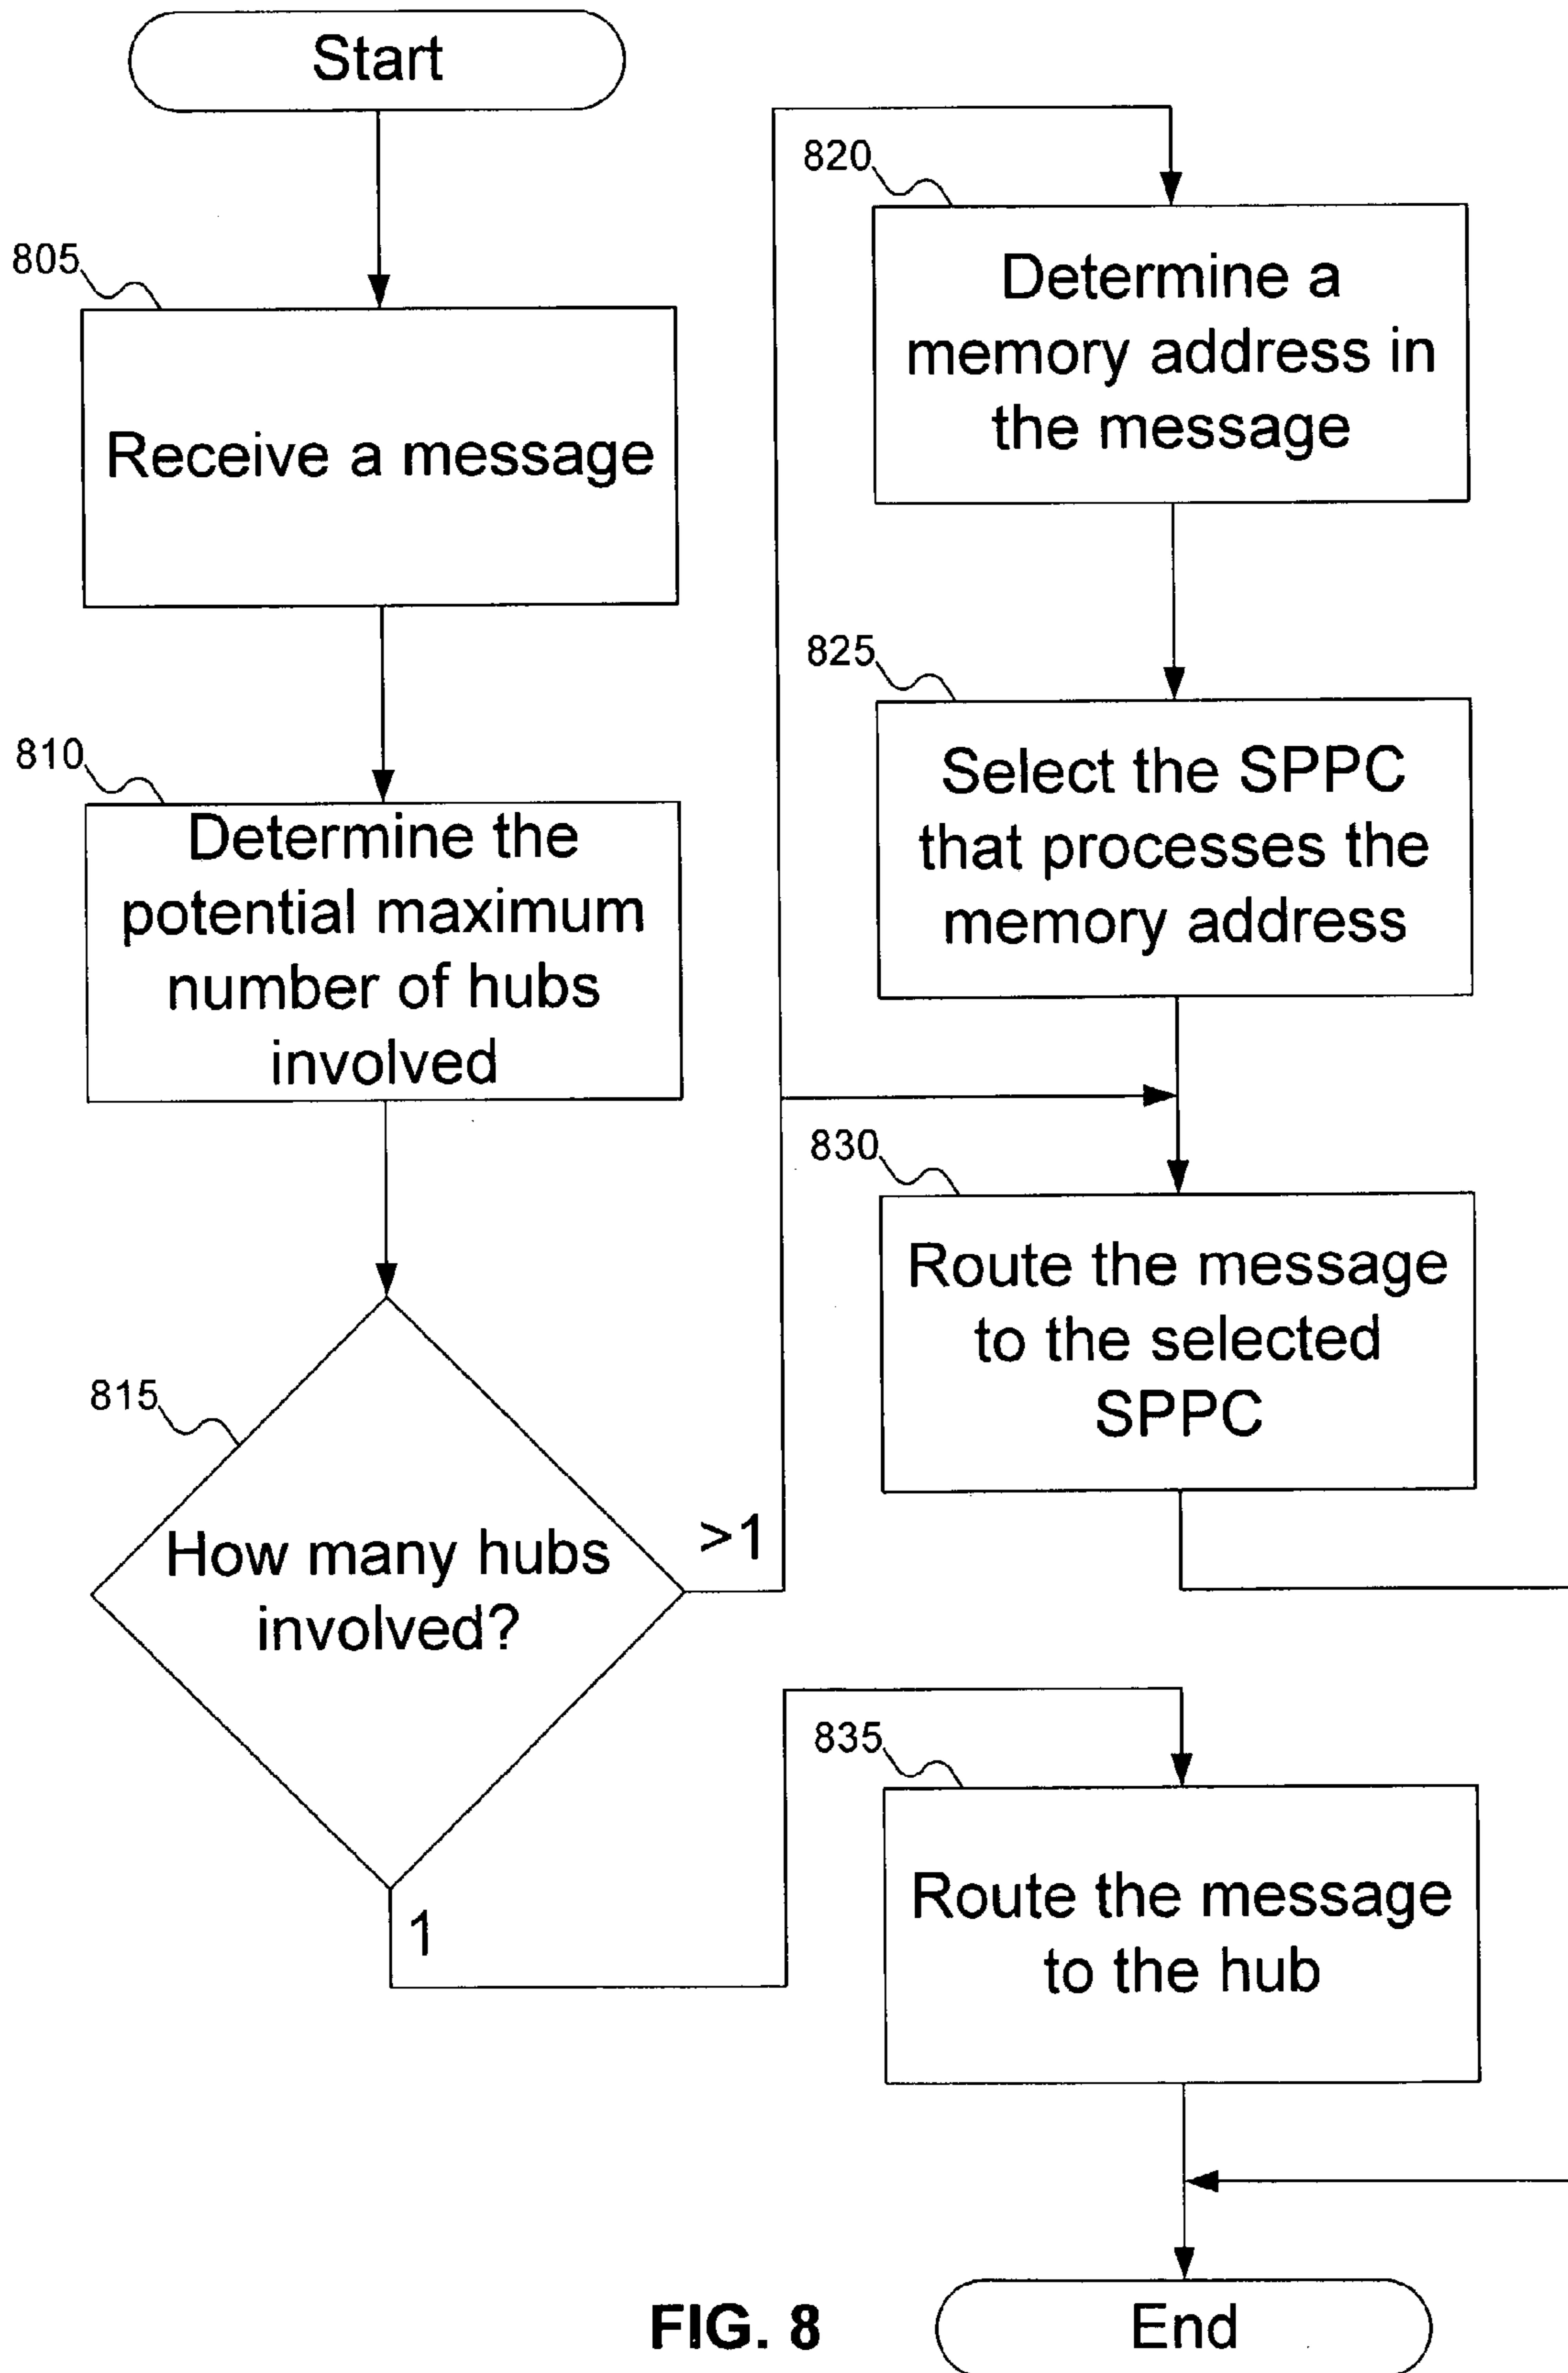 Start
805
Receive a message
810
Determine the
potential maximum
number of hubs
involved
815
How many hubs
involved?
>1
1
820
Determine a
memory address in
the message
825
Select the SPPC
that processes the
memory address
830
Route the message
to the selected
SPPC
835
Route the message
to the hub
End
FIG. 8